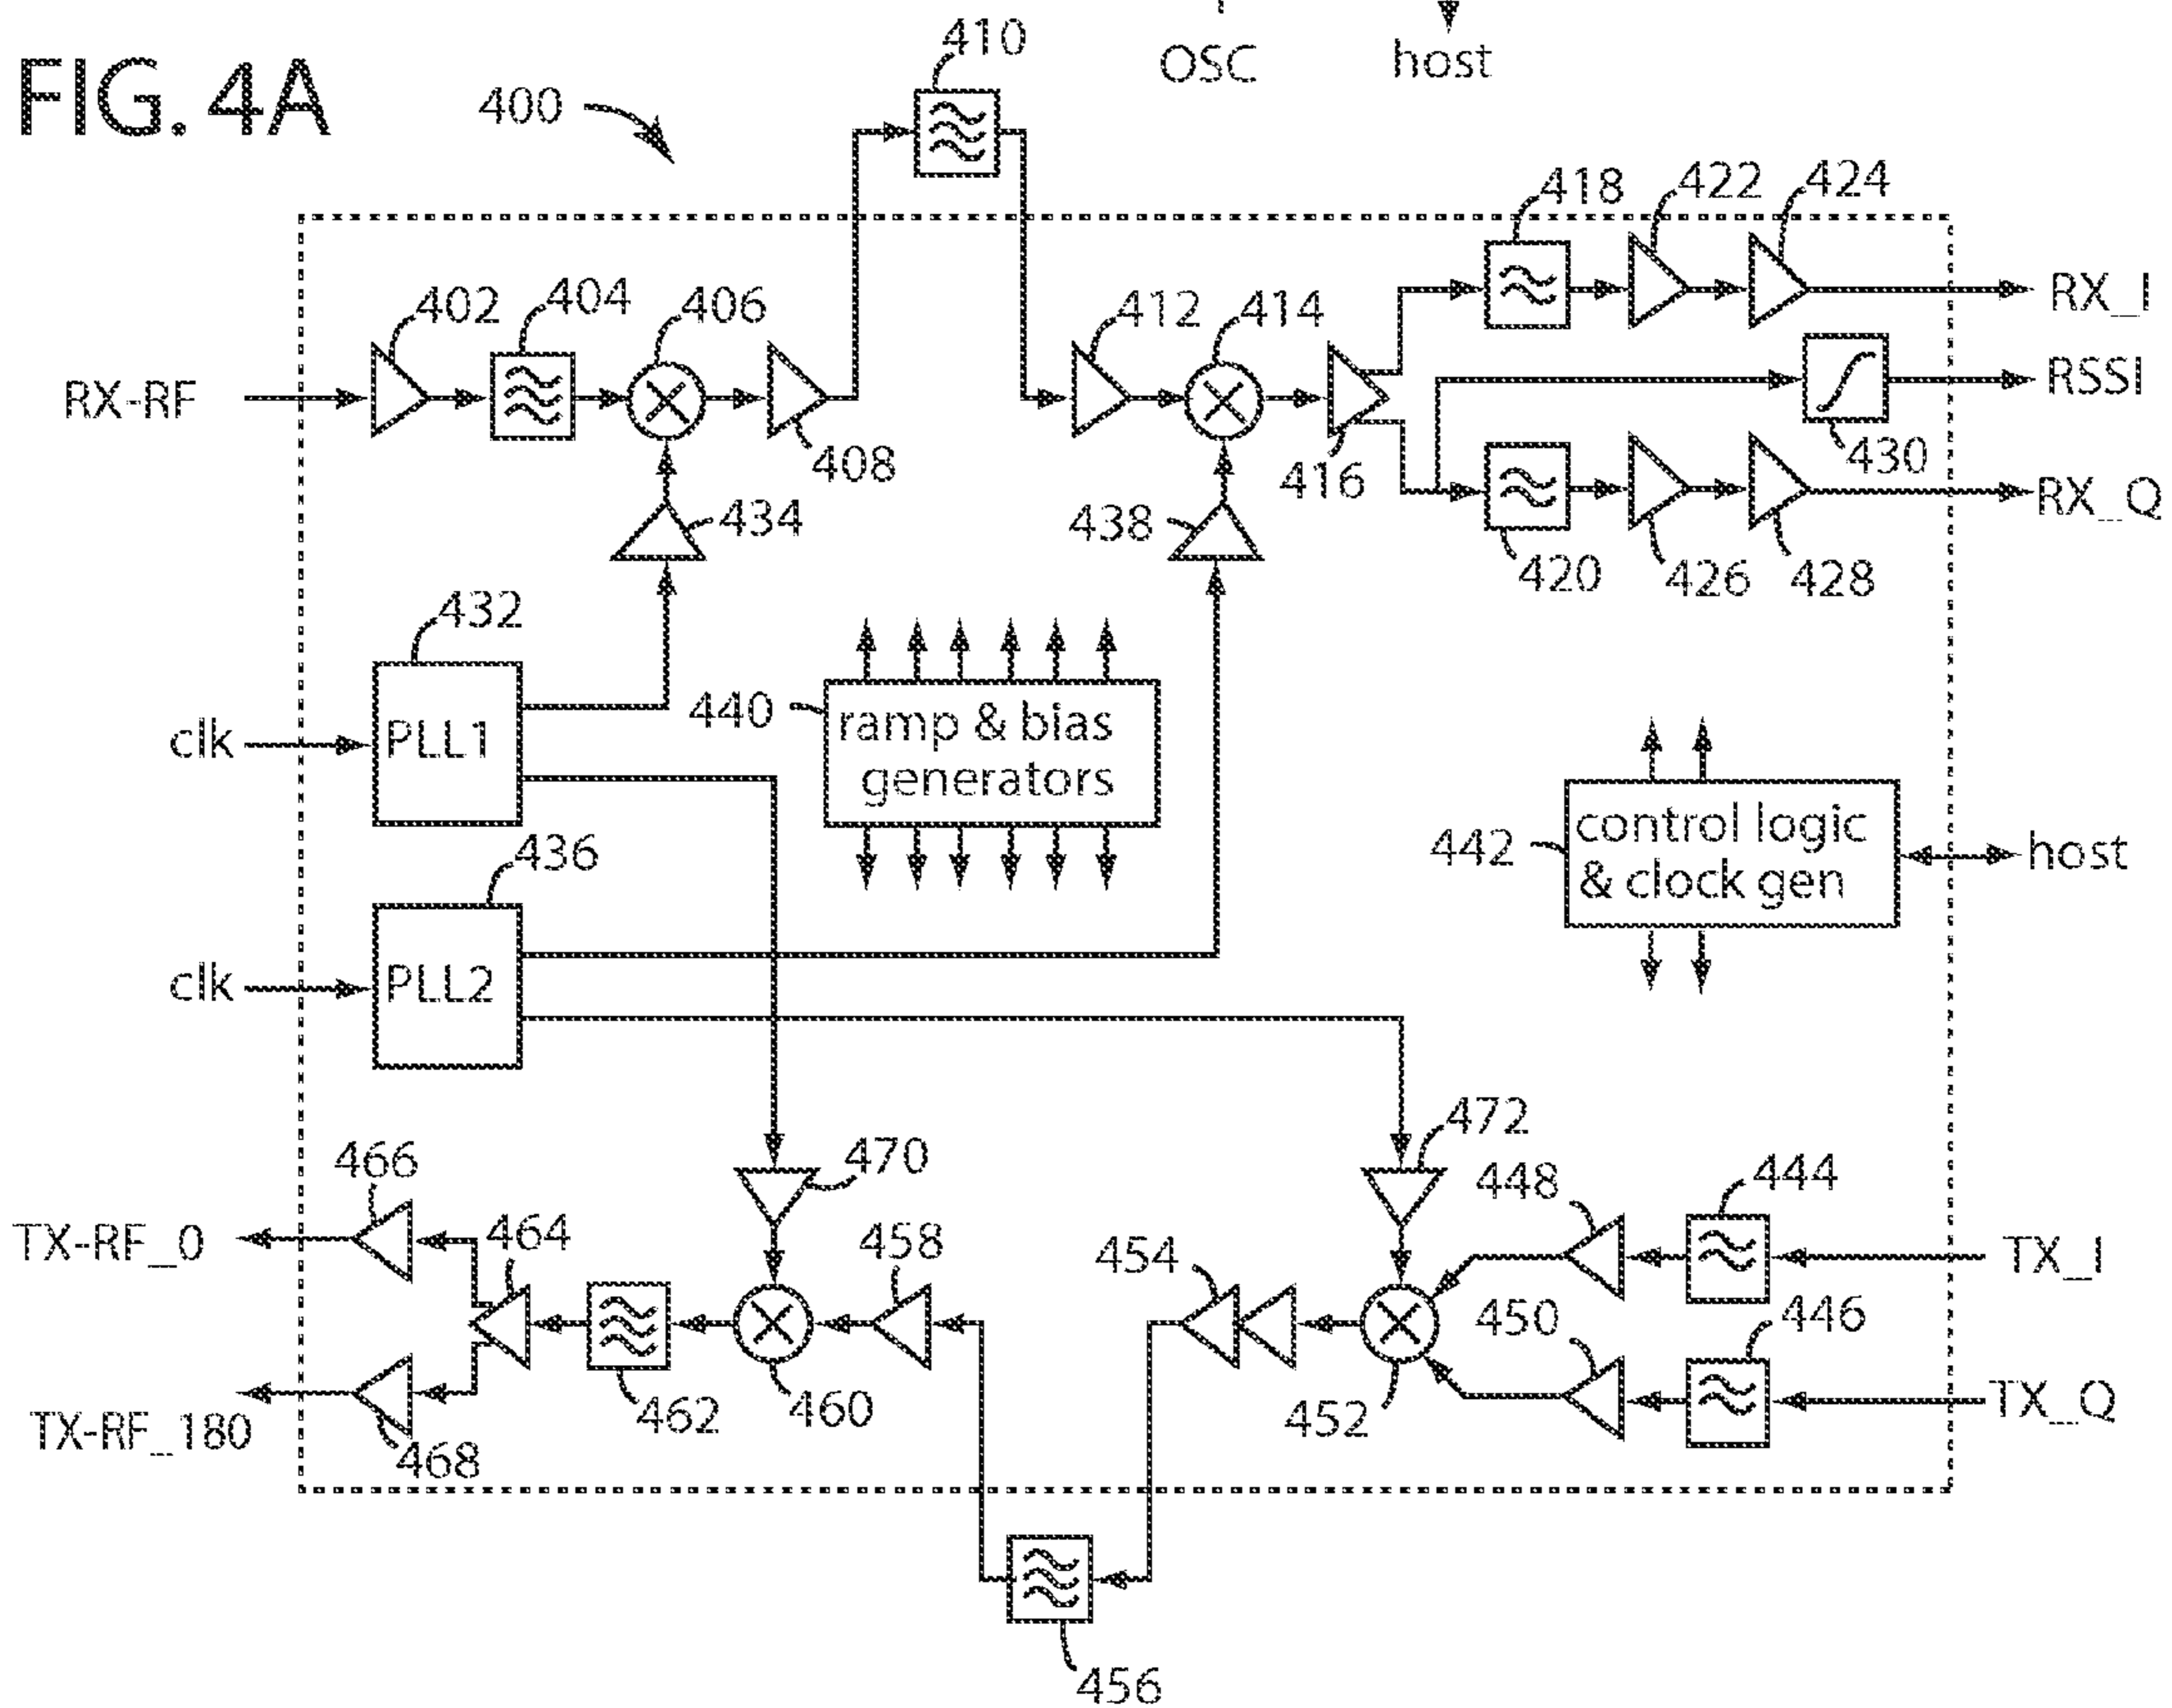 OSC
host
FIG. 4A
400
410
418
422
424
RX_I
402
404
406
412
414
RX-RF
RSSI
408
416
430
RX_Q
434
438
420
426
428
432
clk
PLL1
440
ramp & bias
generators
442
control logic
& clock gen
host
436
clk
PLL2
466
470
472
448
444
TX-RF_0
464
458
454
TX_I
450
446
TX-RF_180
468
462
460
452
TX_Q
456